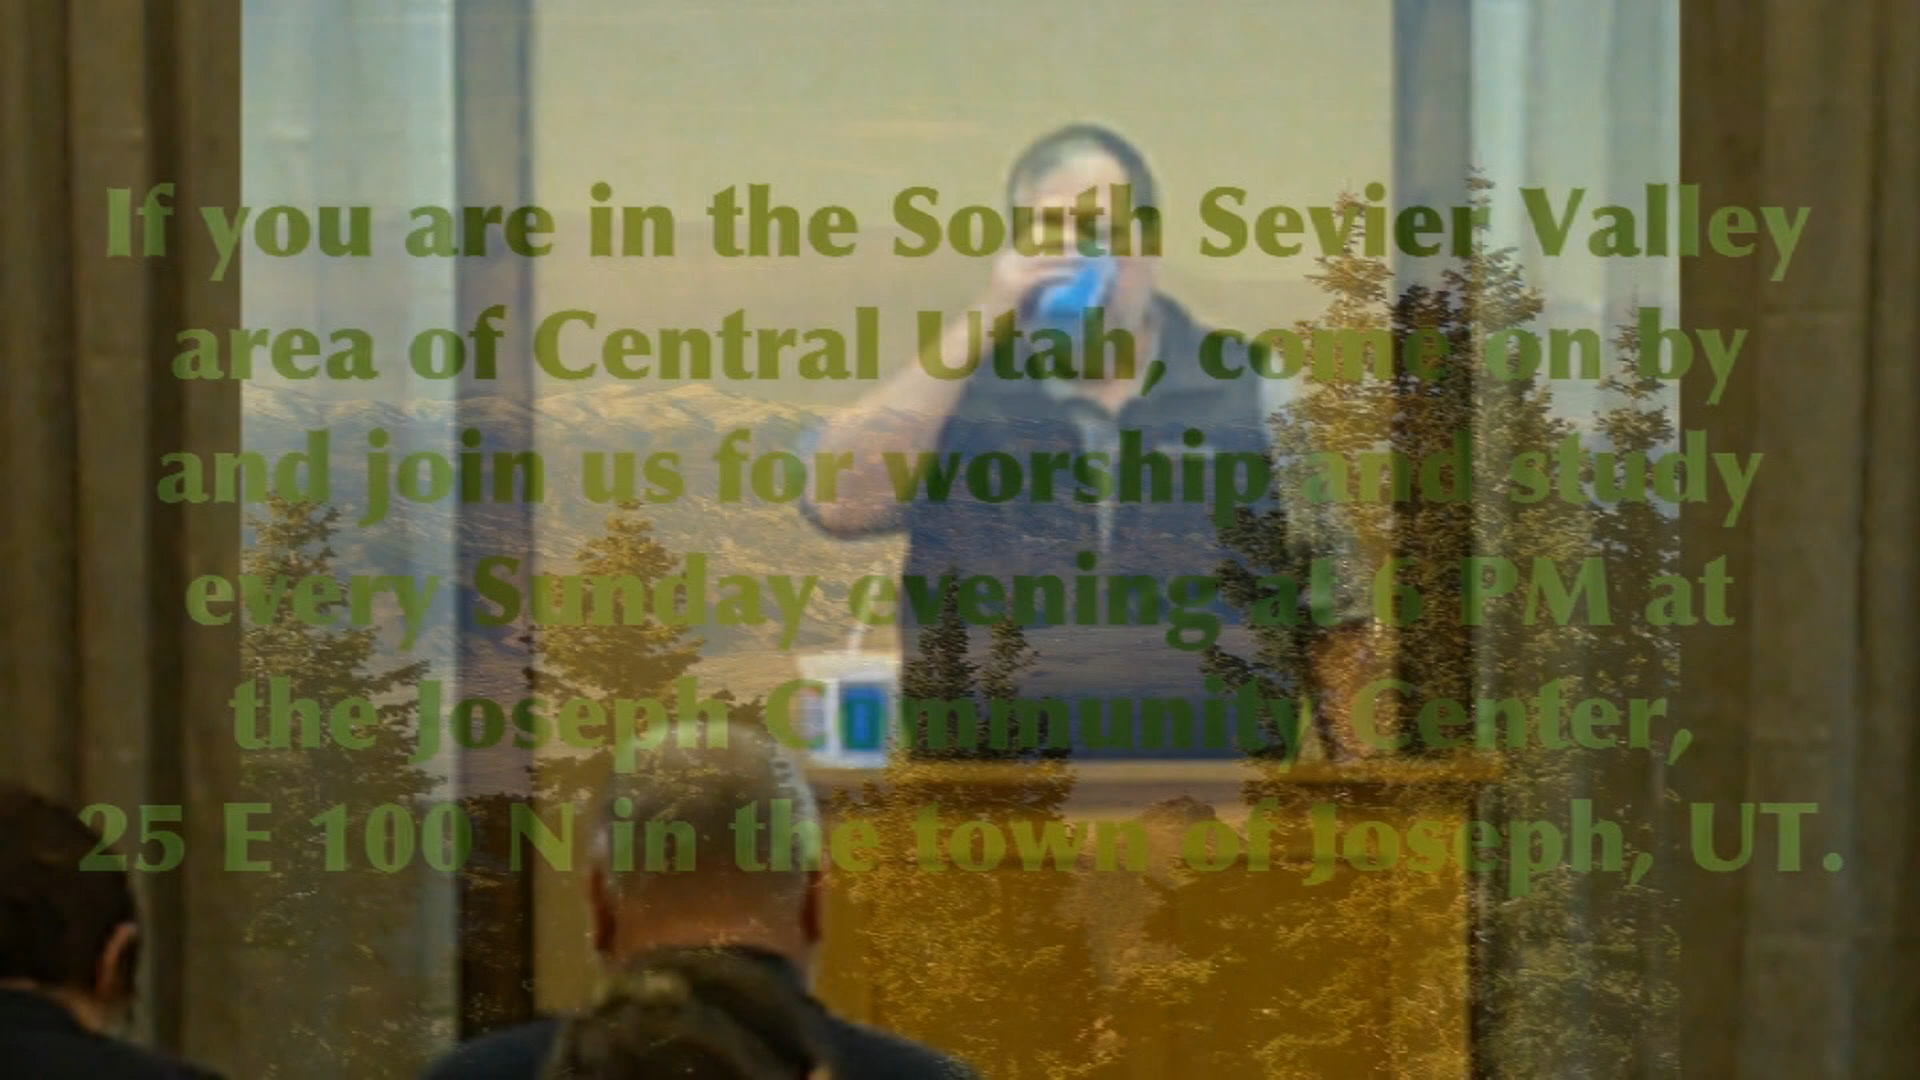 If you are in the South Sevier Valley
area of Central Utah, come on by
and join us for worship and study
every Sunday evening at 6 PM at
the Joseph Community Center,
25 E 100 N in the town of Joseph, UT.